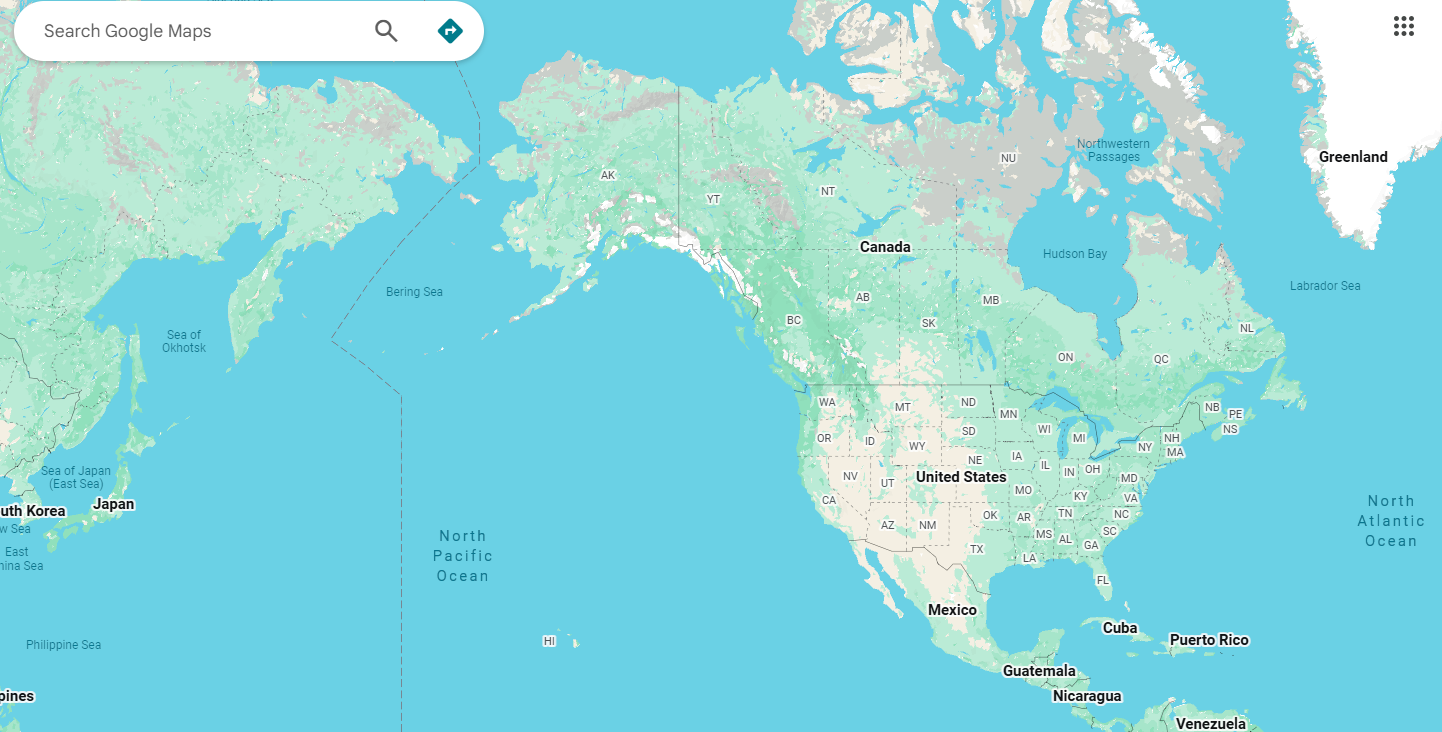 Search Google Maps
Greenland
Northwestern
Passages
NU
AK
YT
NT
Canada
Hudson Bay
Bering Sea
Labrador Sea
AB
MB
BC
SK
NL
Sea of
Okhotsk
ON
QC
WA
MT
ND
MN
NB
PE
NS
OR
ID
WY
SD
WI
MI
NY
NH
MA
NE
IA
IL
IN
OH
United States
NV
UT
MD
Sea of Japan
(East Sea)
CA
MO
KY
VA
Japan
uth Korea
AZ
NM
OK
AR
TN
NC
SC
MS
AL
GA
North
Atlantic
Ocean
w Sea
East
ina Sea
North
Pacific
Ocean
TX
LA
FL
Mexico
Cuba
Puerto Rico
HI
Philippine Sea
Guatemala
Nicaragua
pines
Venezuela